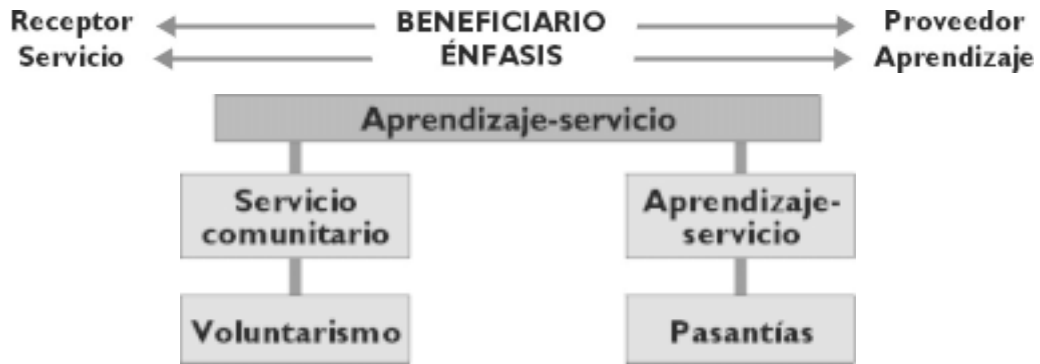 Receptor BENEFICIARIO Proveedor
Servicio ÉNFASIS Aprendizaje
Aprendizaje-servicio
Servicio
comunitario
Aprendizaje-
servicio
Voluntarismo
Pasantías